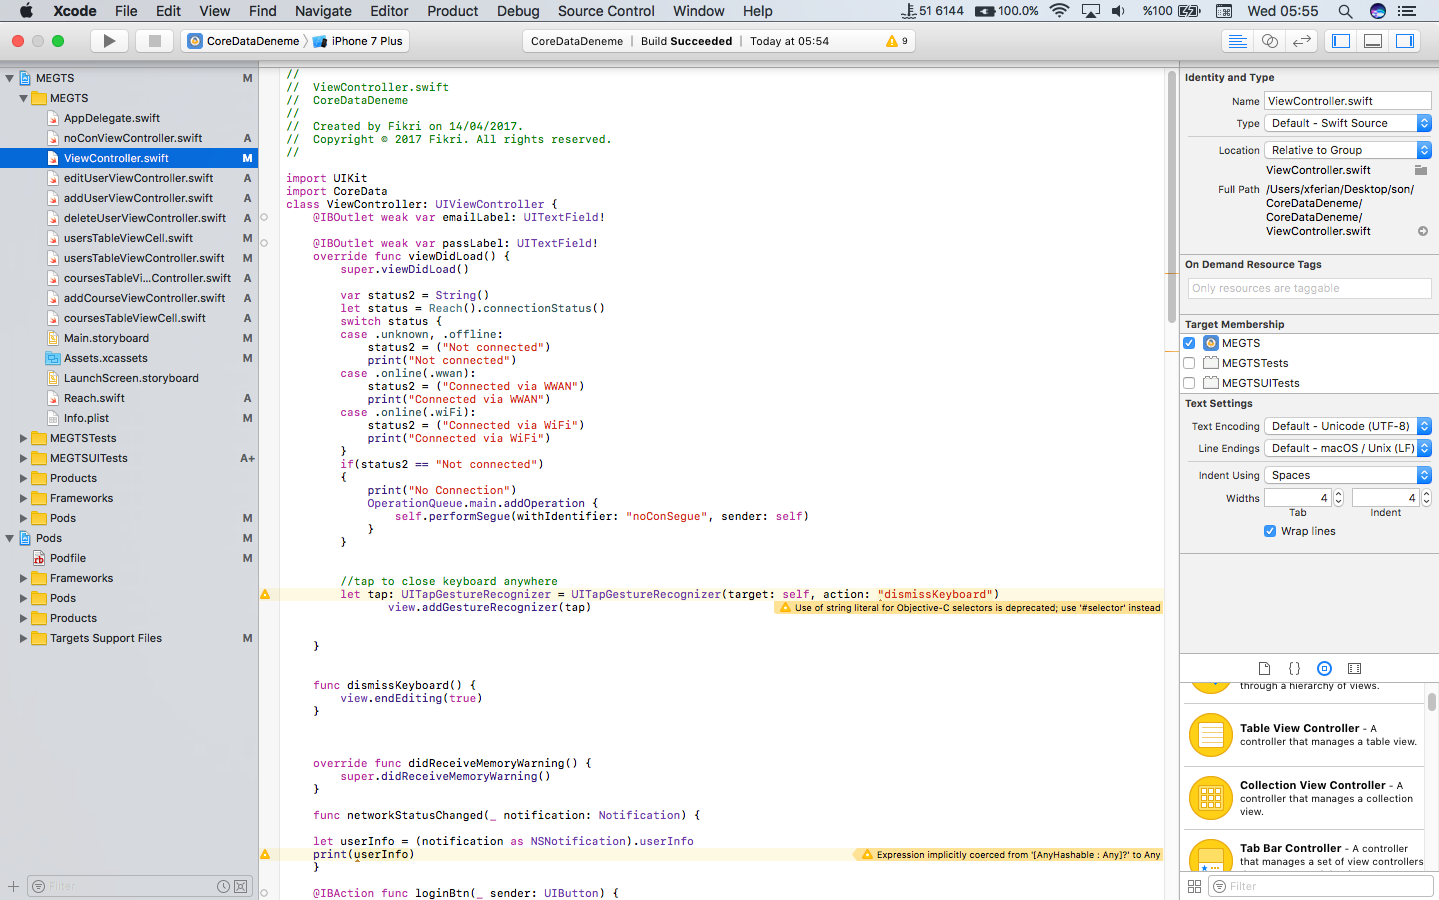 Xcode File Edit View Find Navigate Editor Product Debug Source Control Window Help 51 6144 100.0% %100 Wed 05:55
CoreDataDeneme iPhone 7 Plus
CoreDataDeneme | Build Succeeded | Today at 05:54 9
MEGTS M
MEGTS
AppDelegate.swift
noConViewController.swift A
ViewController.swift M
editUserViewController.swift A
addUserViewController.swift A
deleteUserViewController.swift A
usersTableViewCell.swift M
usersTableViewController.swift M
coursesTableVi...Controller.swift A
addCourseViewController.swift A
coursesTableViewCell.swift A
Main.storyboard M
Assets.xcassets M
LaunchScreen.storyboard
Reach.swift A
Info.plist M
MEGTSTests
MEGTSUITests A+
Products
Frameworks
Pods M
Pods M
Podfile M
Frameworks
Pods
Products
Targets Support Files M
Filter
//
//  ViewController.swift
//  CoreDataDeneme
//
//  Created by Fikri on 14/04/2017.
//  Copyright © 2017 Fikri. All rights reserved.
//
import UIKit
import CoreData
class ViewController: UIViewController {
@IBOutlet weak var emailLabel: UITextField!
@IBOutlet weak var passLabel: UITextField!
override func viewDidLoad() {
super.viewDidLoad()
var status2 = String()
let status = Reach().connectionStatus()
switch status {
case .unknown, .offline:
status2 = ("Not connected")
print("Not connected")
case .online(.wwan):
status2 = ("Connected via WWAN")
print("Connected via WWAN")
case .online(.wiFi):
status2 = ("Connected via WiFi")
print("Connected via WiFi")
}
if(status2 == "Not connected")
{
print("No Connection")
OperationQueue.main.addOperation {
self.performSegue(withIdentifier: "noConSegue", sender: self)
}
}
//tap to close keyboard anywhere
let tap: UITapGestureRecognizer = UITapGestureRecognizer(target: self, action: "dismissKeyboard")
view.addGestureRecognizer(tap)
Use of string literal for Objective-C selectors is deprecated; use '#selector' instead
}
func dismissKeyboard() {
view.endEditing(true)
}
override func didReceiveMemoryWarning() {
super.didReceiveMemoryWarning()
}
func networkStatusChanged(_ notification: Notification) {
let userInfo = (notification as NSNotification).userInfo
print(userInfo)
Expression implicitly coerced from '[AnyHashable : Any]?' to Any
}
@IBAction func loginBtn(_ sender: UIButton) {
Identity and Type
Name ViewController.swift
Type Default - Swift Source
Location Relative to Group
ViewController.swift
Full Path /Users/xferian/Desktop/son/
CoreDataDeneme/
CoreDataDeneme/
ViewController.swift
On Demand Resource Tags
Only resources are taggable
Target Membership
MEGTS
MEGTSTests
MEGTSUITests
Text Settings
Text Encoding Default - Unicode (UTF-8)
Line Endings Default - macOS / Unix (LF)
Indent Using Spaces
Widths 4 4
Tab Indent
Wrap lines
{}
through a hierarchy of views.
Table View Controller - A
controller that manages a table view.
Collection View Controller - A
controller that manages a collection
view.
Tab Bar Controller - A controller
that manages a set of view controllers
Filter